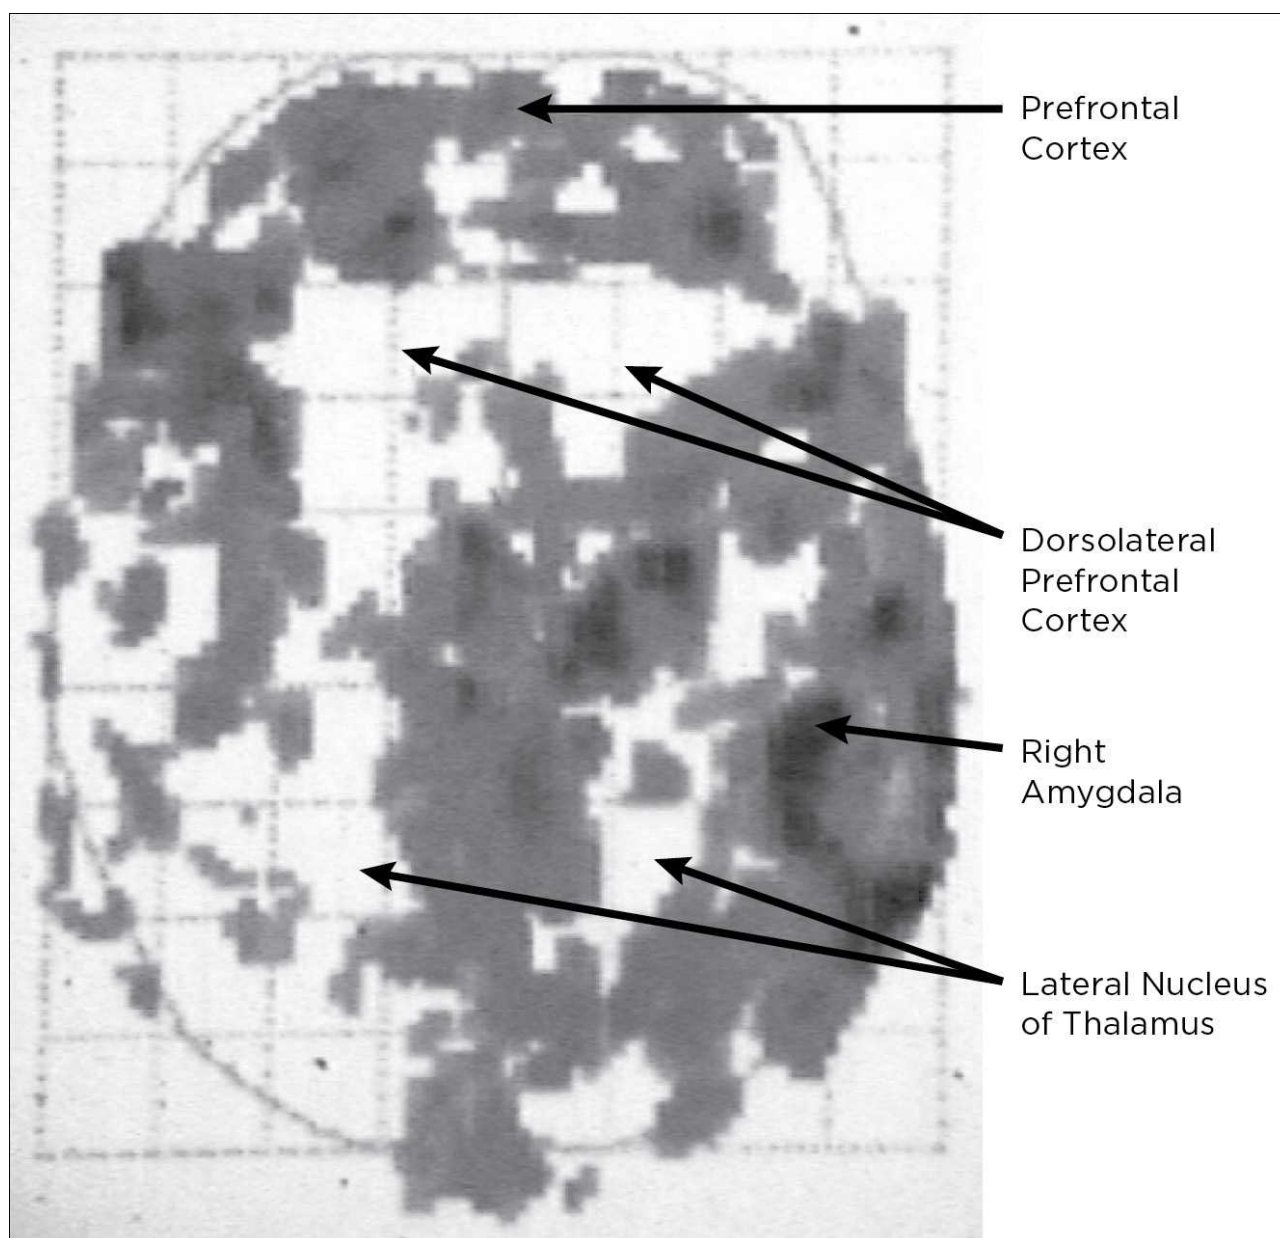 Prefrontal
Cortex
Dorsolateral
Prefrontal
Cortex
Right
Amygdala
Lateral Nucleus
of Thalamus